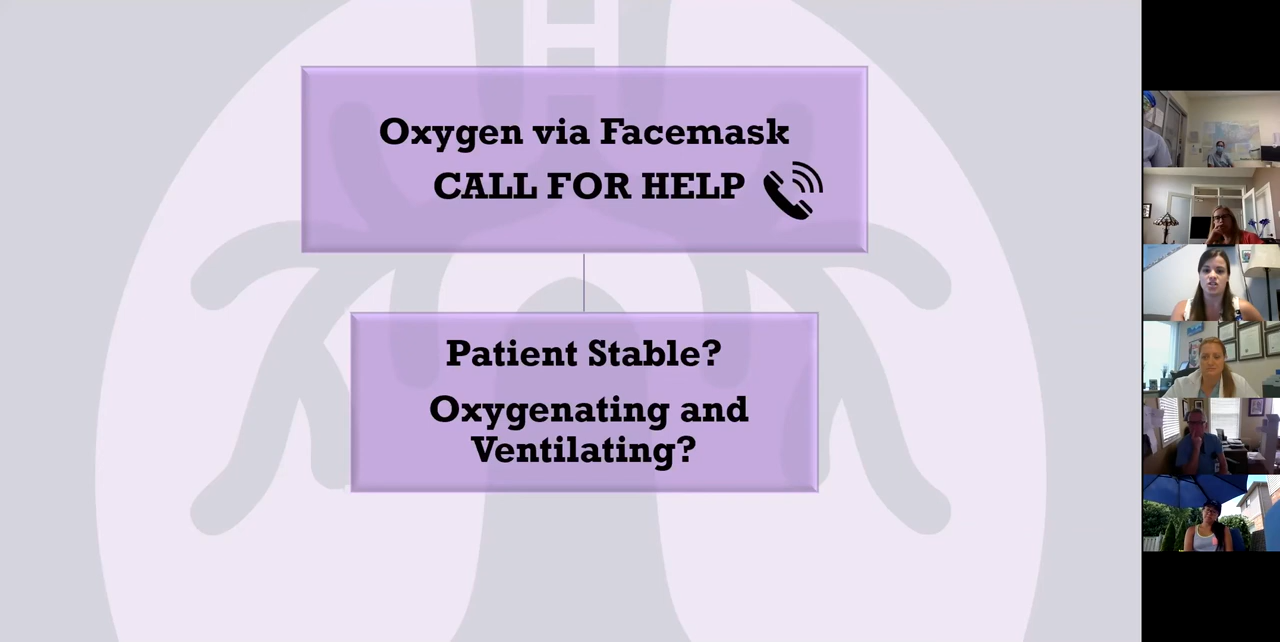 Oxygen via Facemask
CALL FOR HELP
Patient Stable?
Oxygenating and
Ventilating?